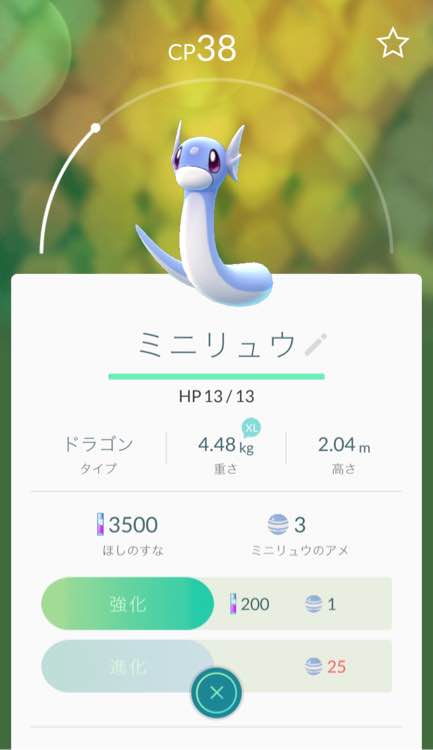 CP38
ミニリュウ
HP 13 / 13
XL
ドラゴン 4.48 kg 2.04 m
タイプ 重さ 高さ
3500 3
ほしのすな ミニリュウのアメ
強化 200 1
進化 25